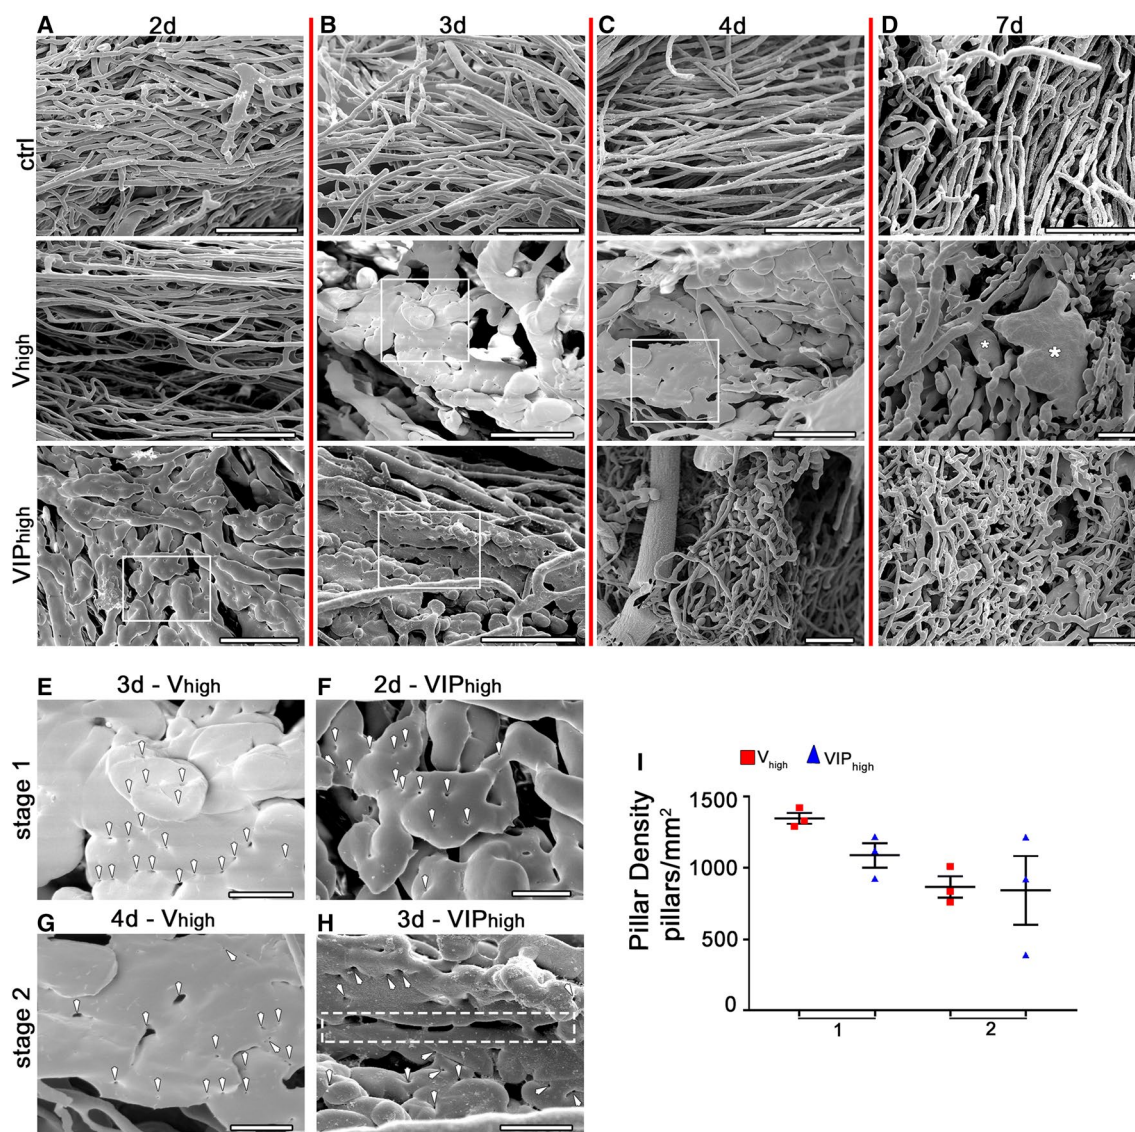 A 2d B 3d C 4d D 7d
ctrl
Vhigh
* * *
VIPhigh
E 3d - Vhigh F 2d - VIPhigh
stage 1
G 4d - Vhigh H 3d - VIPhigh
stage 2
I
Vhigh VIPhigh
Pillar Density
pillars/mm²
1500
1000
500
0
1 2